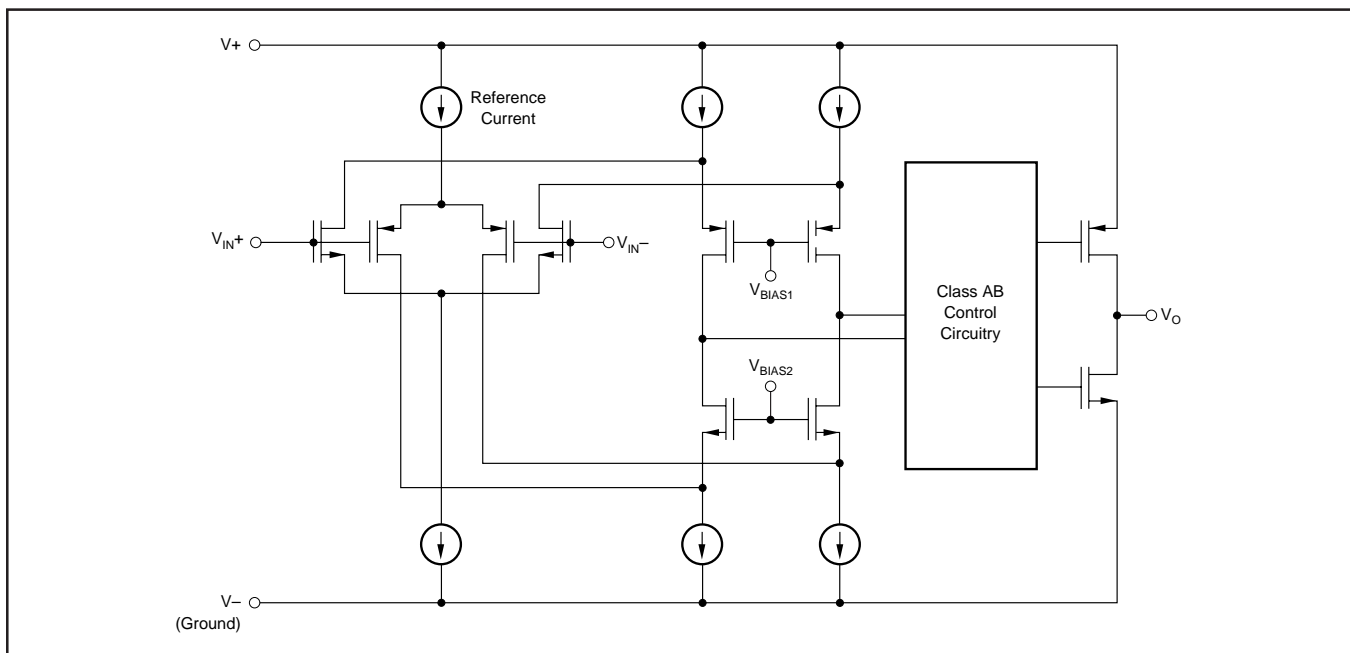 V+
Reference
Current
VIN+
VIN–
VBIAS1
Class AB
Control
Circuitry
VO
VBIAS2
V–
(Ground)